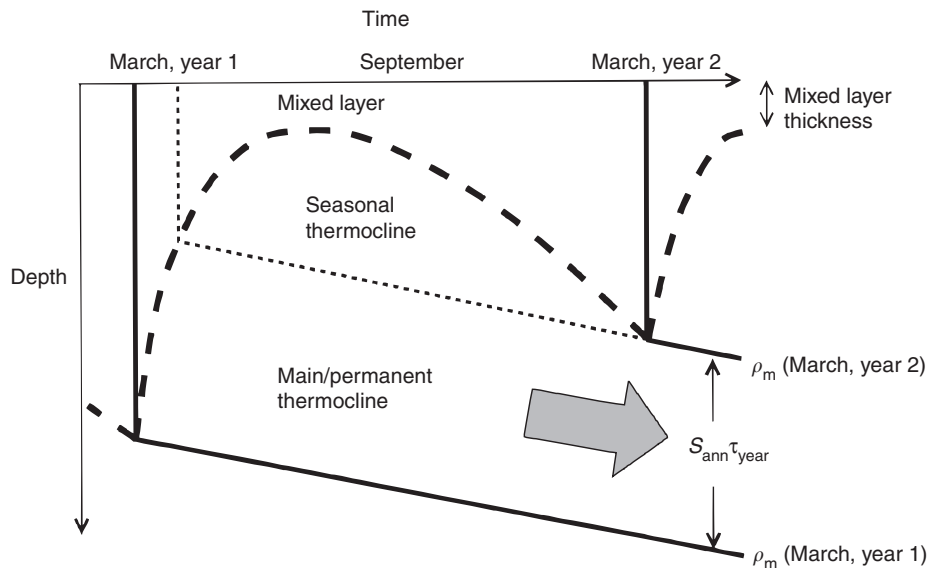 Time
March, year 1
September
March, year 2
Mixed layer
Mixed layer
thickness
Seasonal
thermocline
Depth
ρm (March, year 2)
Main/permanent
thermocline
Sannτyear
ρm (March, year 1)